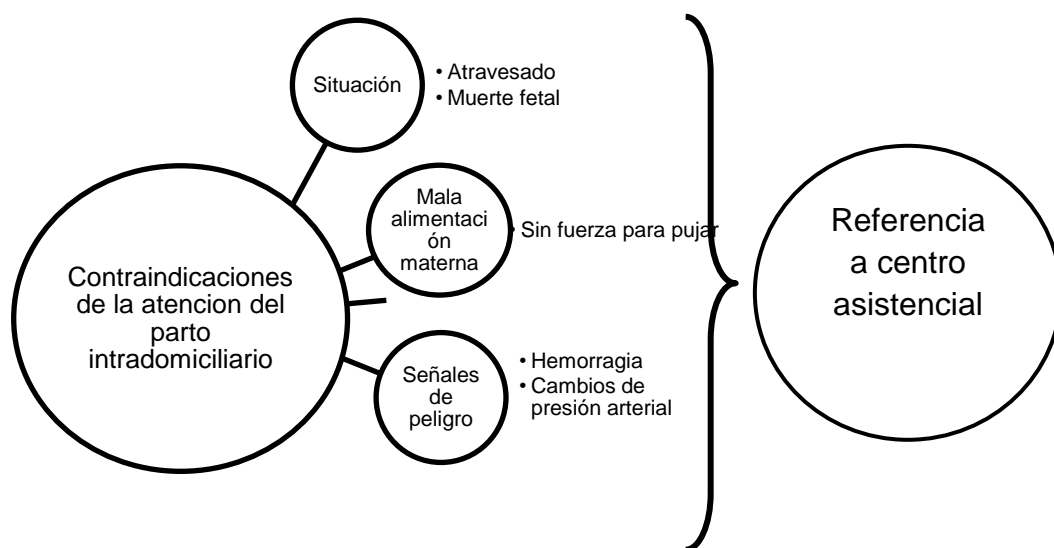 Situación
• Atravesado
• Muerte fetal
Mala
alimentaci
ón
materna
• Sin fuerza para pujar
Contraindicaciones
de la atencion del
parto
intradomiciliario
Señales
de
peligro
• Hemorragia
• Cambios de
presión arterial
Referencia
a centro
asistencial